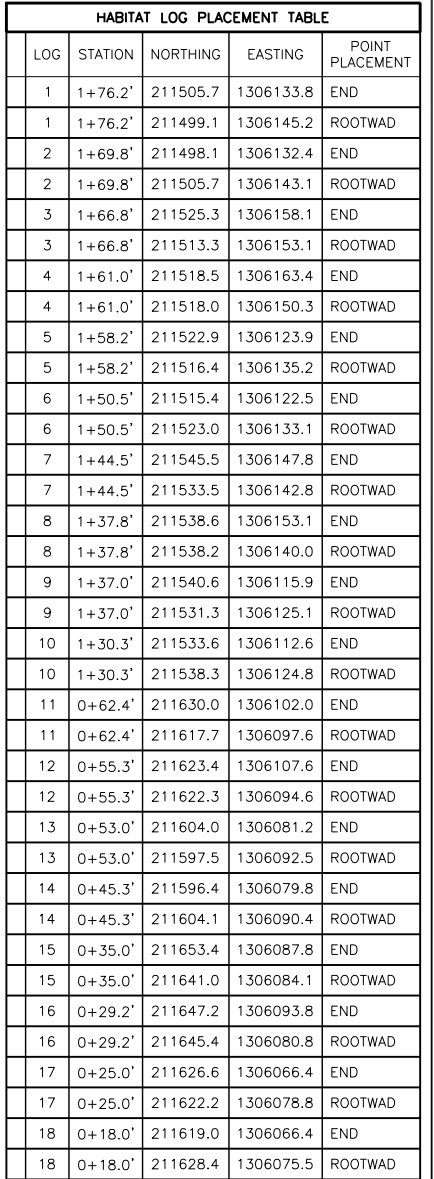 HABITAT LOG PLACEMENT TABLE
LOG STATION NORTHING EASTING POINT PLACEMENT
1 1+76.2' 211505.7 1306133.8 END
1 1+76.2' 211499.1 1306145.2 ROOTWAD
2 1+69.8' 211498.1 1306132.4 END
2 1+69.8' 211505.7 1306143.1 ROOTWAD
3 1+66.8' 211525.3 1306158.1 END
3 1+66.8' 211513.3 1306153.1 ROOTWAD
4 1+61.0' 211518.5 1306163.4 END
4 1+61.0' 211518.0 1306150.3 ROOTWAD
5 1+58.2' 211522.9 1306123.9 END
5 1+58.2' 211516.4 1306135.2 ROOTWAD
6 1+50.5' 211515.4 1306122.5 END
6 1+50.5' 211523.0 1306133.1 ROOTWAD
7 1+44.5' 211545.5 1306147.8 END
7 1+44.5' 211533.5 1306142.8 ROOTWAD
8 1+37.8' 211538.6 1306153.1 END
8 1+37.8' 211538.2 1306140.0 ROOTWAD
9 1+37.0' 211540.6 1306115.9 END
9 1+37.0' 211531.3 1306125.1 ROOTWAD
10 1+30.3' 211533.6 1306112.6 END
10 1+30.3' 211538.3 1306124.8 ROOTWAD
11 0+62.4' 211630.0 1306102.0 END
11 0+62.4' 211617.7 1306097.6 ROOTWAD
12 0+55.3' 211623.4 1306107.6 END
12 0+55.3' 211622.3 1306094.6 ROOTWAD
13 0+53.0' 211604.0 1306081.2 END
13 0+53.0' 211597.5 1306092.5 ROOTWAD
14 0+45.3' 211596.4 1306079.8 END
14 0+45.3' 211604.1 1306090.4 ROOTWAD
15 0+35.0' 211653.4 1306087.8 END
15 0+35.0' 211641.0 1306084.1 ROOTWAD
16 0+29.2' 211647.2 1306093.8 END
16 0+29.2' 211645.4 1306080.8 ROOTWAD
17 0+25.0' 211626.6 1306066.4 END
17 0+25.0' 211622.2 1306078.8 ROOTWAD
18 0+18.0' 211619.0 1306066.4 END
18 0+18.0' 211628.4 1306075.5 ROOTWAD